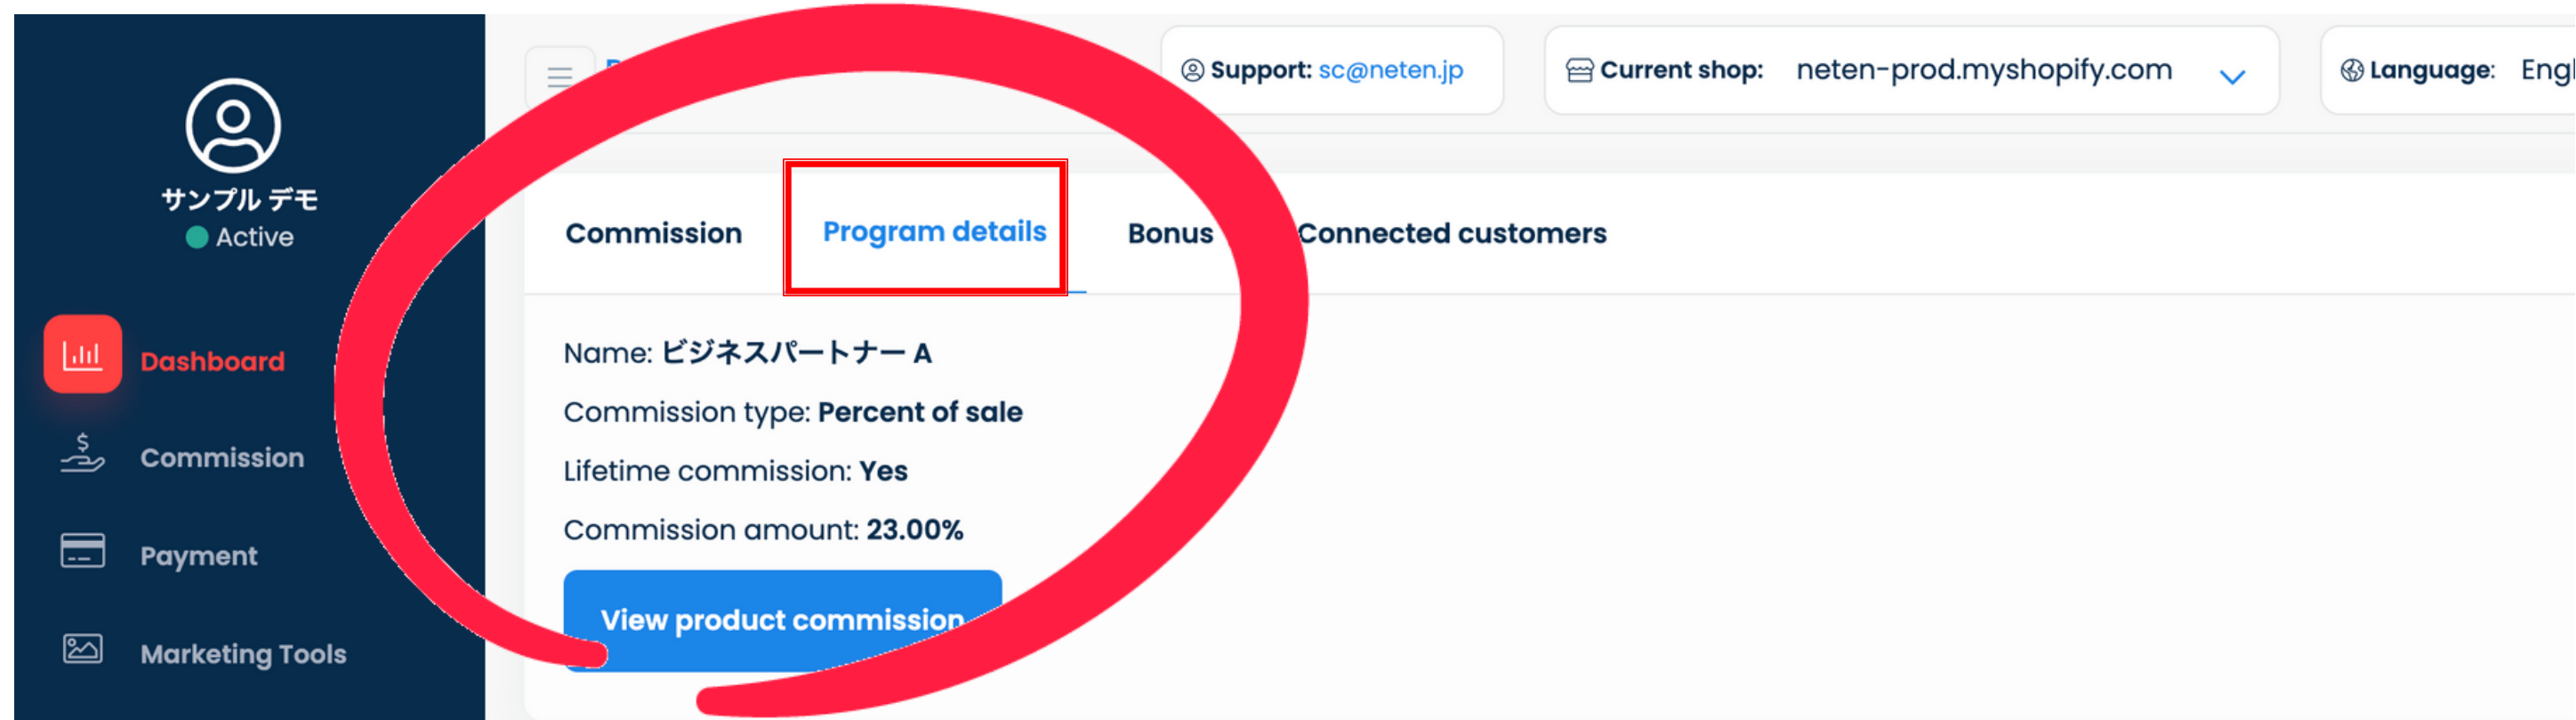 サンプル デモ
Active
Dashboard
Commission
Payment
Marketing Tools
Support: sc@neten.jp
Current shop: neten-prod.myshopify.com
Language:
Commission Program details Bonus Connected customers
Name: ビジネスパートナー A
Commission type: Percent of sale
Lifetime commission: Yes
Commission amount: 23.00%
View product commission